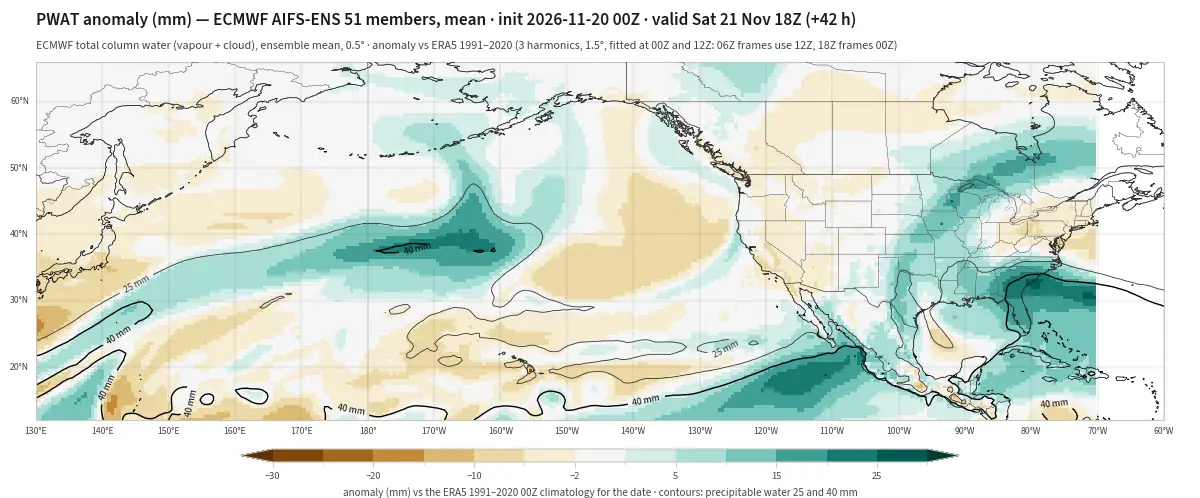 PWAT anomaly (mm) — ECMWF AIFS-ENS 51 members, mean · init 2026-11-20 00Z · valid Sat 21 Nov 18Z (+42 h)
ECMWF total column water (vapour + cloud), ensemble mean, 0.5° · anomaly vs ERA5 1991–2020 (3 harmonics, 1.5°, fitted at 00Z and 12Z: 06Z frames use 12Z, 18Z frames 00Z)
60°N
50°N
40°N
30°N
20°N
40 mm
25 mm
40 mm
40 mm
40 mm
40 mm
40 mm
25 mm
40 mm
130°E 140°E 150°E 160°E 170°E 180° 170°W 160°W 150°W 140°W 130°W 120°W 110°W 100°W 90°W 80°W 70°W 60°W
−30 −20 −10 −2 5 15 25
anomaly (mm) vs the ERA5 1991–2020 00Z climatology for the date · contours: precipitable water 25 and 40 mm